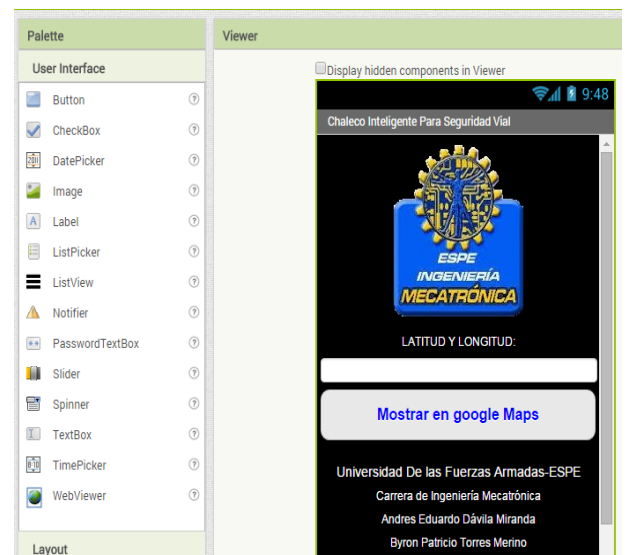 Palette
User Interface
Button
CheckBox
DatePicker
Image
Label
ListPicker
ListView
Notifier
PasswordTextBox
Slider
Spinner
TextBox
TimePicker
WebViewer
Layout
Viewer
Display hidden components in Viewer
9:48
Chaleco Inteligente Para Seguridad Vial
ESPE
INGENIERÍA
MECATRÓNICA
LATITUD Y LONGITUD:
Mostrar en google Maps
Universidad De las Fuerzas Armadas-ESPE
Carrera de Ingeniería Mecatrónica
Andres Eduardo Dávila Miranda
Byron Patricio Torres Merino